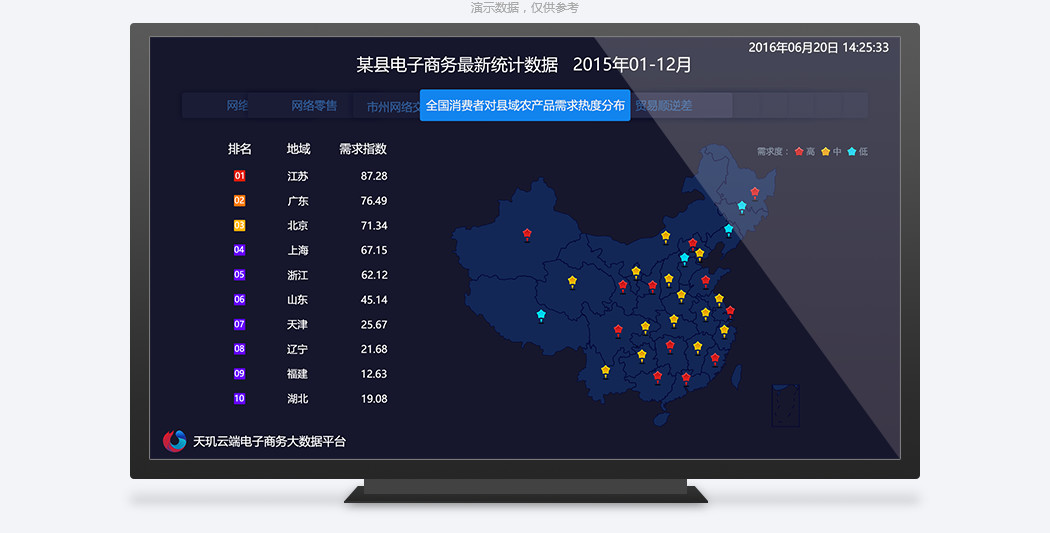 演示数据，仅供参考
2016年06月20日 14:25:33
某县电子商务最新统计数据 2015年01-12月
网络 网络零售 市州网络交 全国消费者对县域农产品需求热度分布 贸易顺逆差
需求度： 高 中 低
排名 地域 需求指数
01 江苏 87.28
02 广东 76.49
03 北京 71.34
04 上海 67.15
05 浙江 62.12
06 山东 45.14
07 天津 25.67
08 辽宁 21.68
09 福建 12.63
10 湖北 19.08
天玑云端电子商务大数据平台